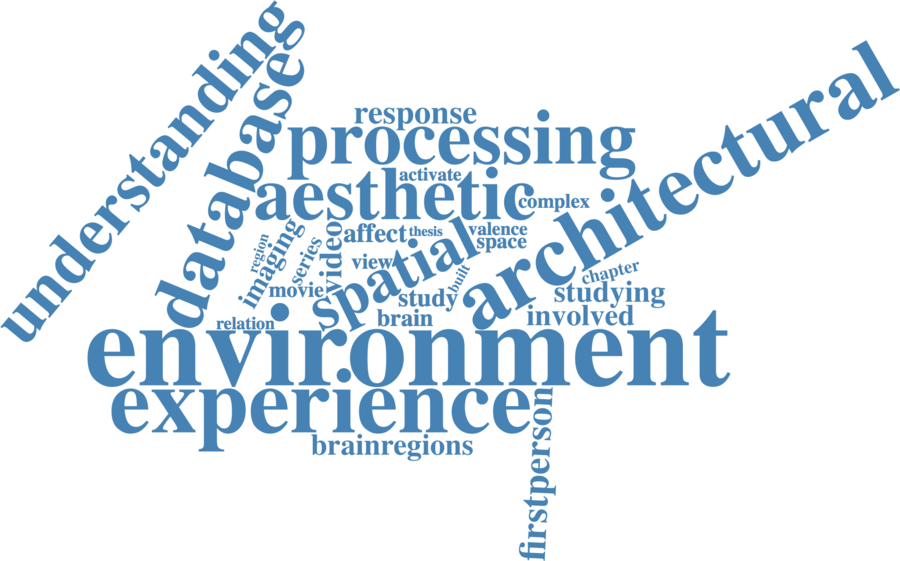 understanding
database
response
processing
activate
aesthetic
complex
architectural
region
imaging
series
video
affect
thesis
valence
space
view
spatial
built
movie
study
chapter
studying
relation
brain
involved
environment
experience
brainregions
firstperson